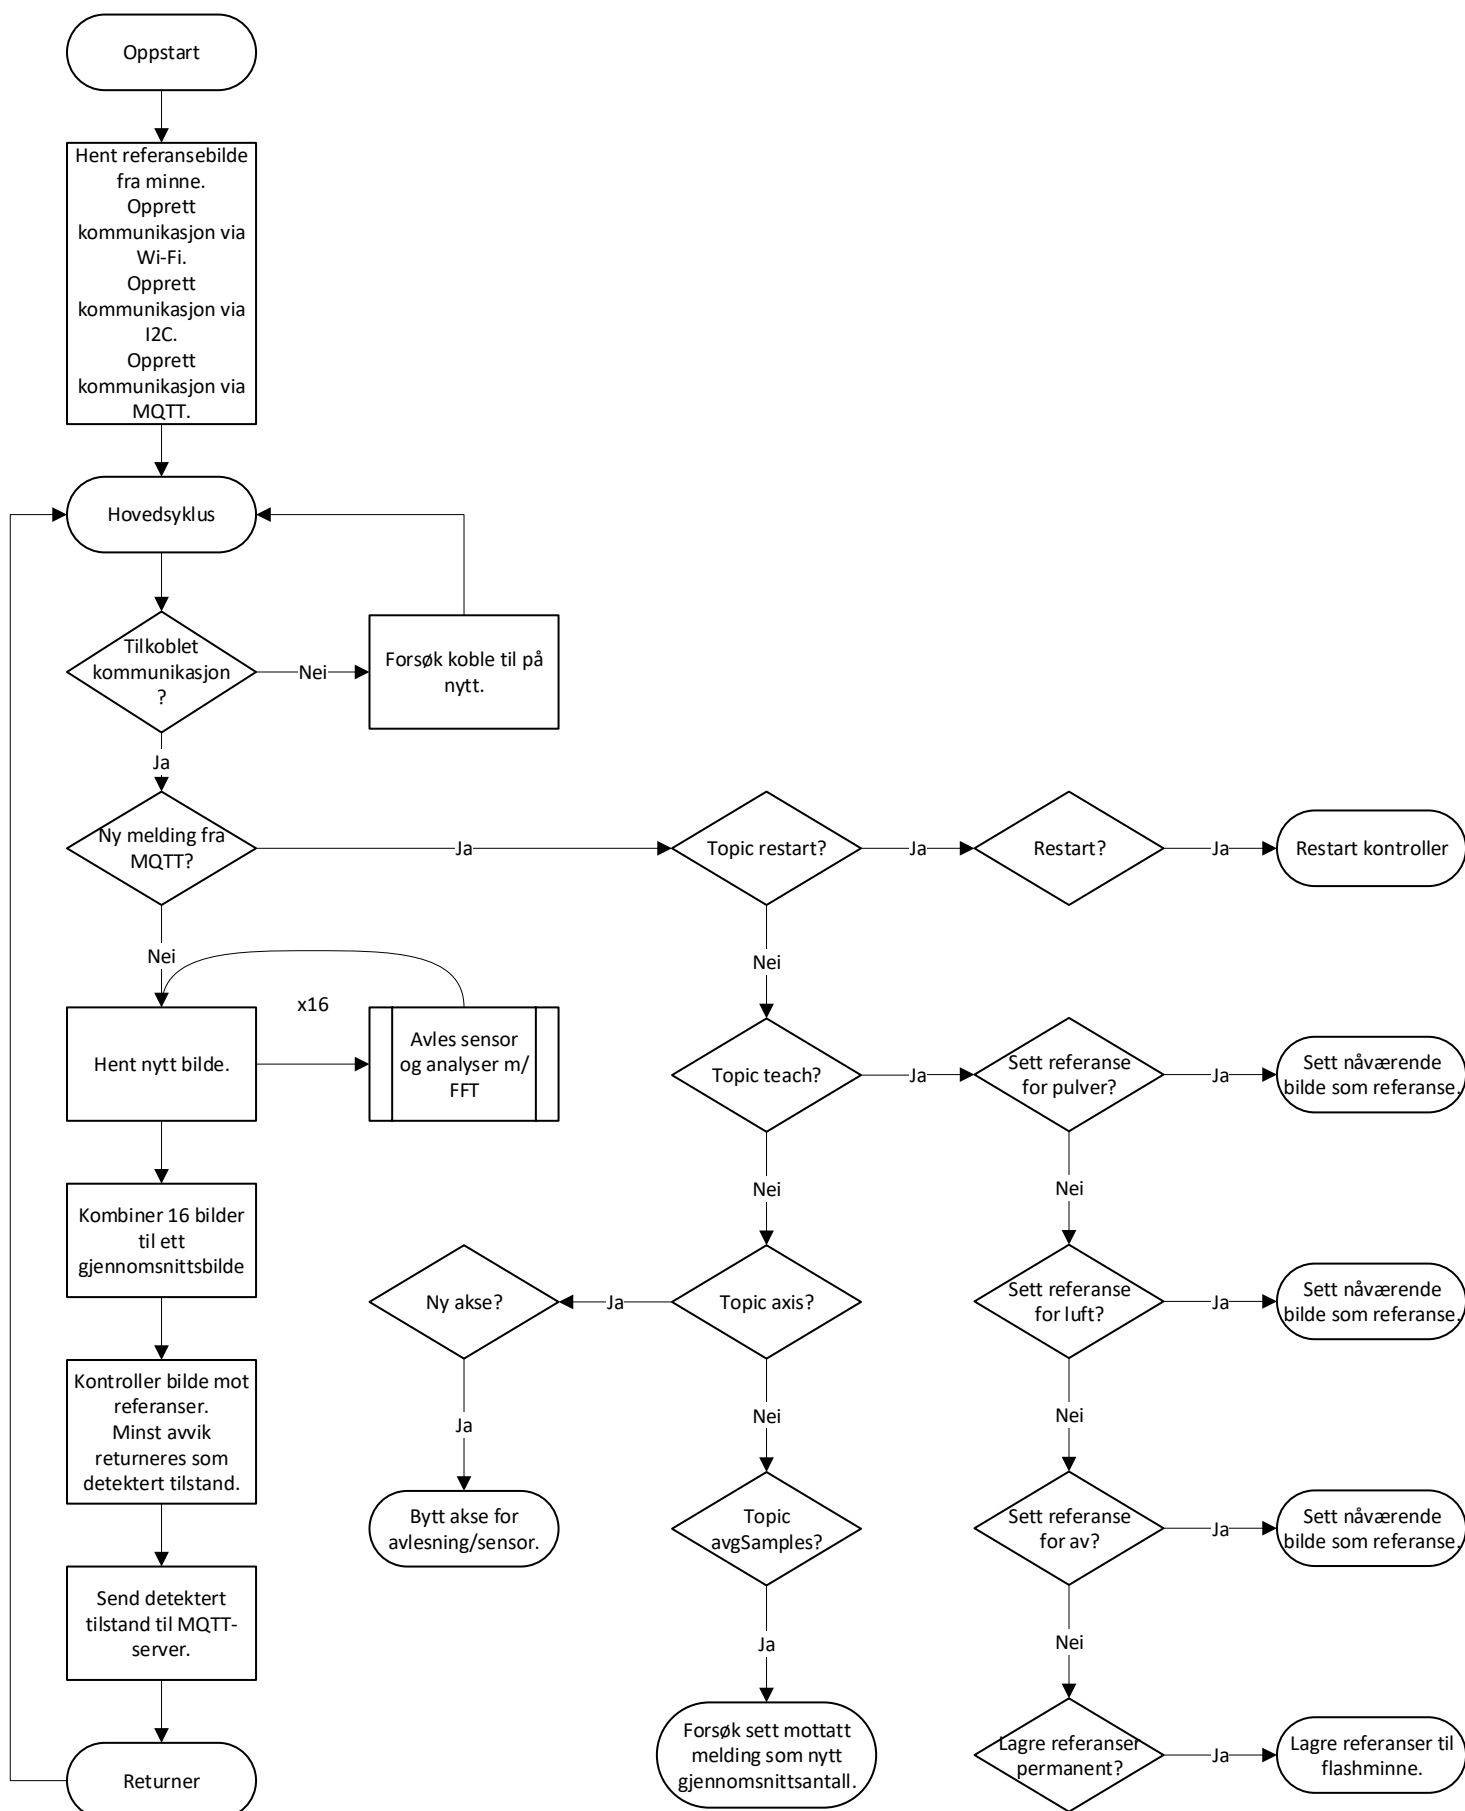 Oppstart
Hent referansebilde
fra minne.
Opprett
kommunikasjon via
Wi-Fi.
Opprett
kommunikasjon via
I2C.
Opprett
kommunikasjon via
MQTT.
Hovedsyklus
Tilkoblet
kommunikasjon
?
Nei
Forsøk koble til på
nytt.
Ja
Ny melding fra
MQTT?
Ja
Topic restart?
Ja
Restart?
Ja
Restart kontroller
Nei
Nei
x16
Hent nytt bilde.
Avles sensor
og analyser m/
FFT
Topic teach?
Ja
Sett referanse
for pulver?
Ja
Sett nåværende
bilde som referanse.
Nei
Nei
Kombiner 16 bilder
til ett
gjennomsnittsbilde
Ny akse?
Ja
Topic axis?
Sett referanse
for luft?
Ja
Sett nåværende
bilde som referanse.
Kontroller bilde mot
referanser.
Minst avvik
returneres som
detektert tilstand.
Ja
Nei
Nei
Bytt akse for
avlesning/sensor.
Topic
avgSamples?
Sett referanse
for av?
Ja
Sett nåværende
bilde som referanse.
Send detektert
tilstand til MQTT-
server.
Ja
Nei
Returner
Forsøk sett mottatt
melding som nytt
gjennomsnittsantall.
Lagre referanser
permanent?
Ja
Lagre referanser til
flashminne.